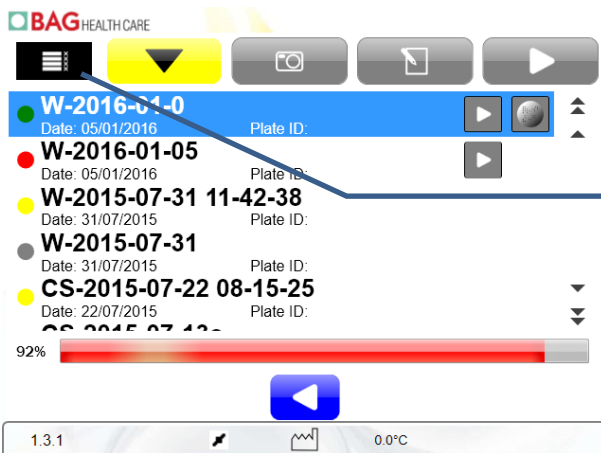 BAG HEALTH CARE
W-2016-01-0
Date: 05/01/2016 Plate ID:
W-2016-01-05
Date: 05/01/2016 Plate ID:
W-2015-07-31 11-42-38
Date: 31/07/2015 Plate ID:
W-2015-07-31
Date: 31/07/2015 Plate ID:
CS-2015-07-22 08-15-25
Date: 22/07/2015 Plate ID:
92%
1.3.1 0.0°C